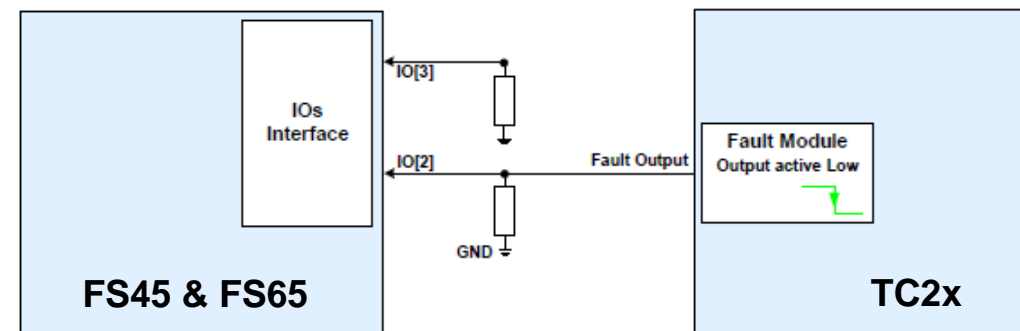 IO[3]
IOs
Interface
IO[2]
Fault Output
Fault Module
Output active Low
GND
FS45 & FS65
TC2x